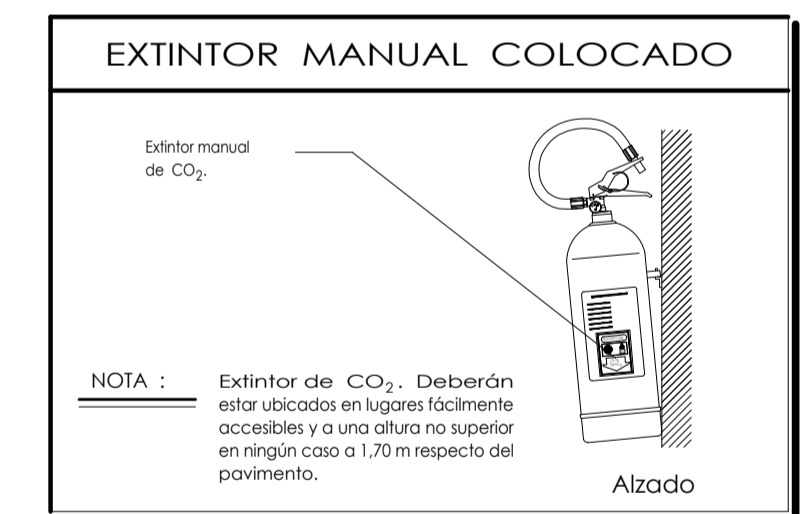 EXTINTOR MANUAL COLOCADO
Extintor manual
de CO₂.
NOTA :
Extintor de CO₂. Deberán
estar ubicados en lugares fácilmente
accesibles y a una altura no superior
en ningún caso a 1,70 m respecto del
pavimento.
Alzado